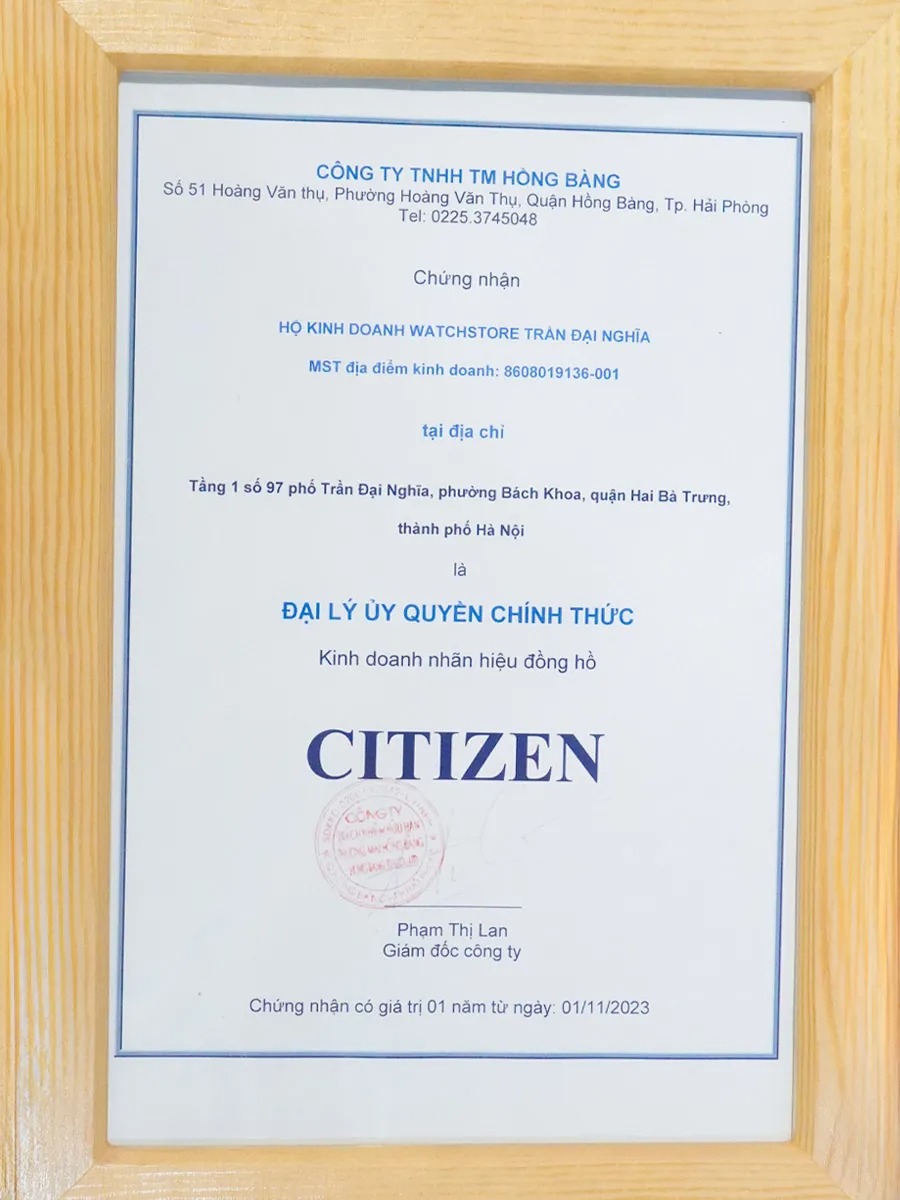 CÔNG TY TNHH TM HỒNG BÀNG
Số 51 Hoàng Văn thụ, Phường Hoàng Văn Thụ, Quận Hồng Bàng, Tp. Hải Phòng
Tel: 0225.3745048
Chứng nhận
HỘ KINH DOANH WATCHSTORE TRẦN ĐẠI NGHĨA
MST địa điểm kinh doanh: 8608019136-001
tại địa chỉ
Tầng 1 số 97 phố Trần Đại Nghĩa, phường Bách Khoa, quận Hai Bà Trưng,
thành phố Hà Nội
là
ĐẠI LÝ ỦY QUYỀN CHÍNH THỨC
Kinh doanh nhãn hiệu đồng hồ
CITIZEN
CÔNG TY
Phạm Thị Lan
Giám đốc công ty
Chứng nhận có giá trị 01 năm từ ngày: 01/11/2023